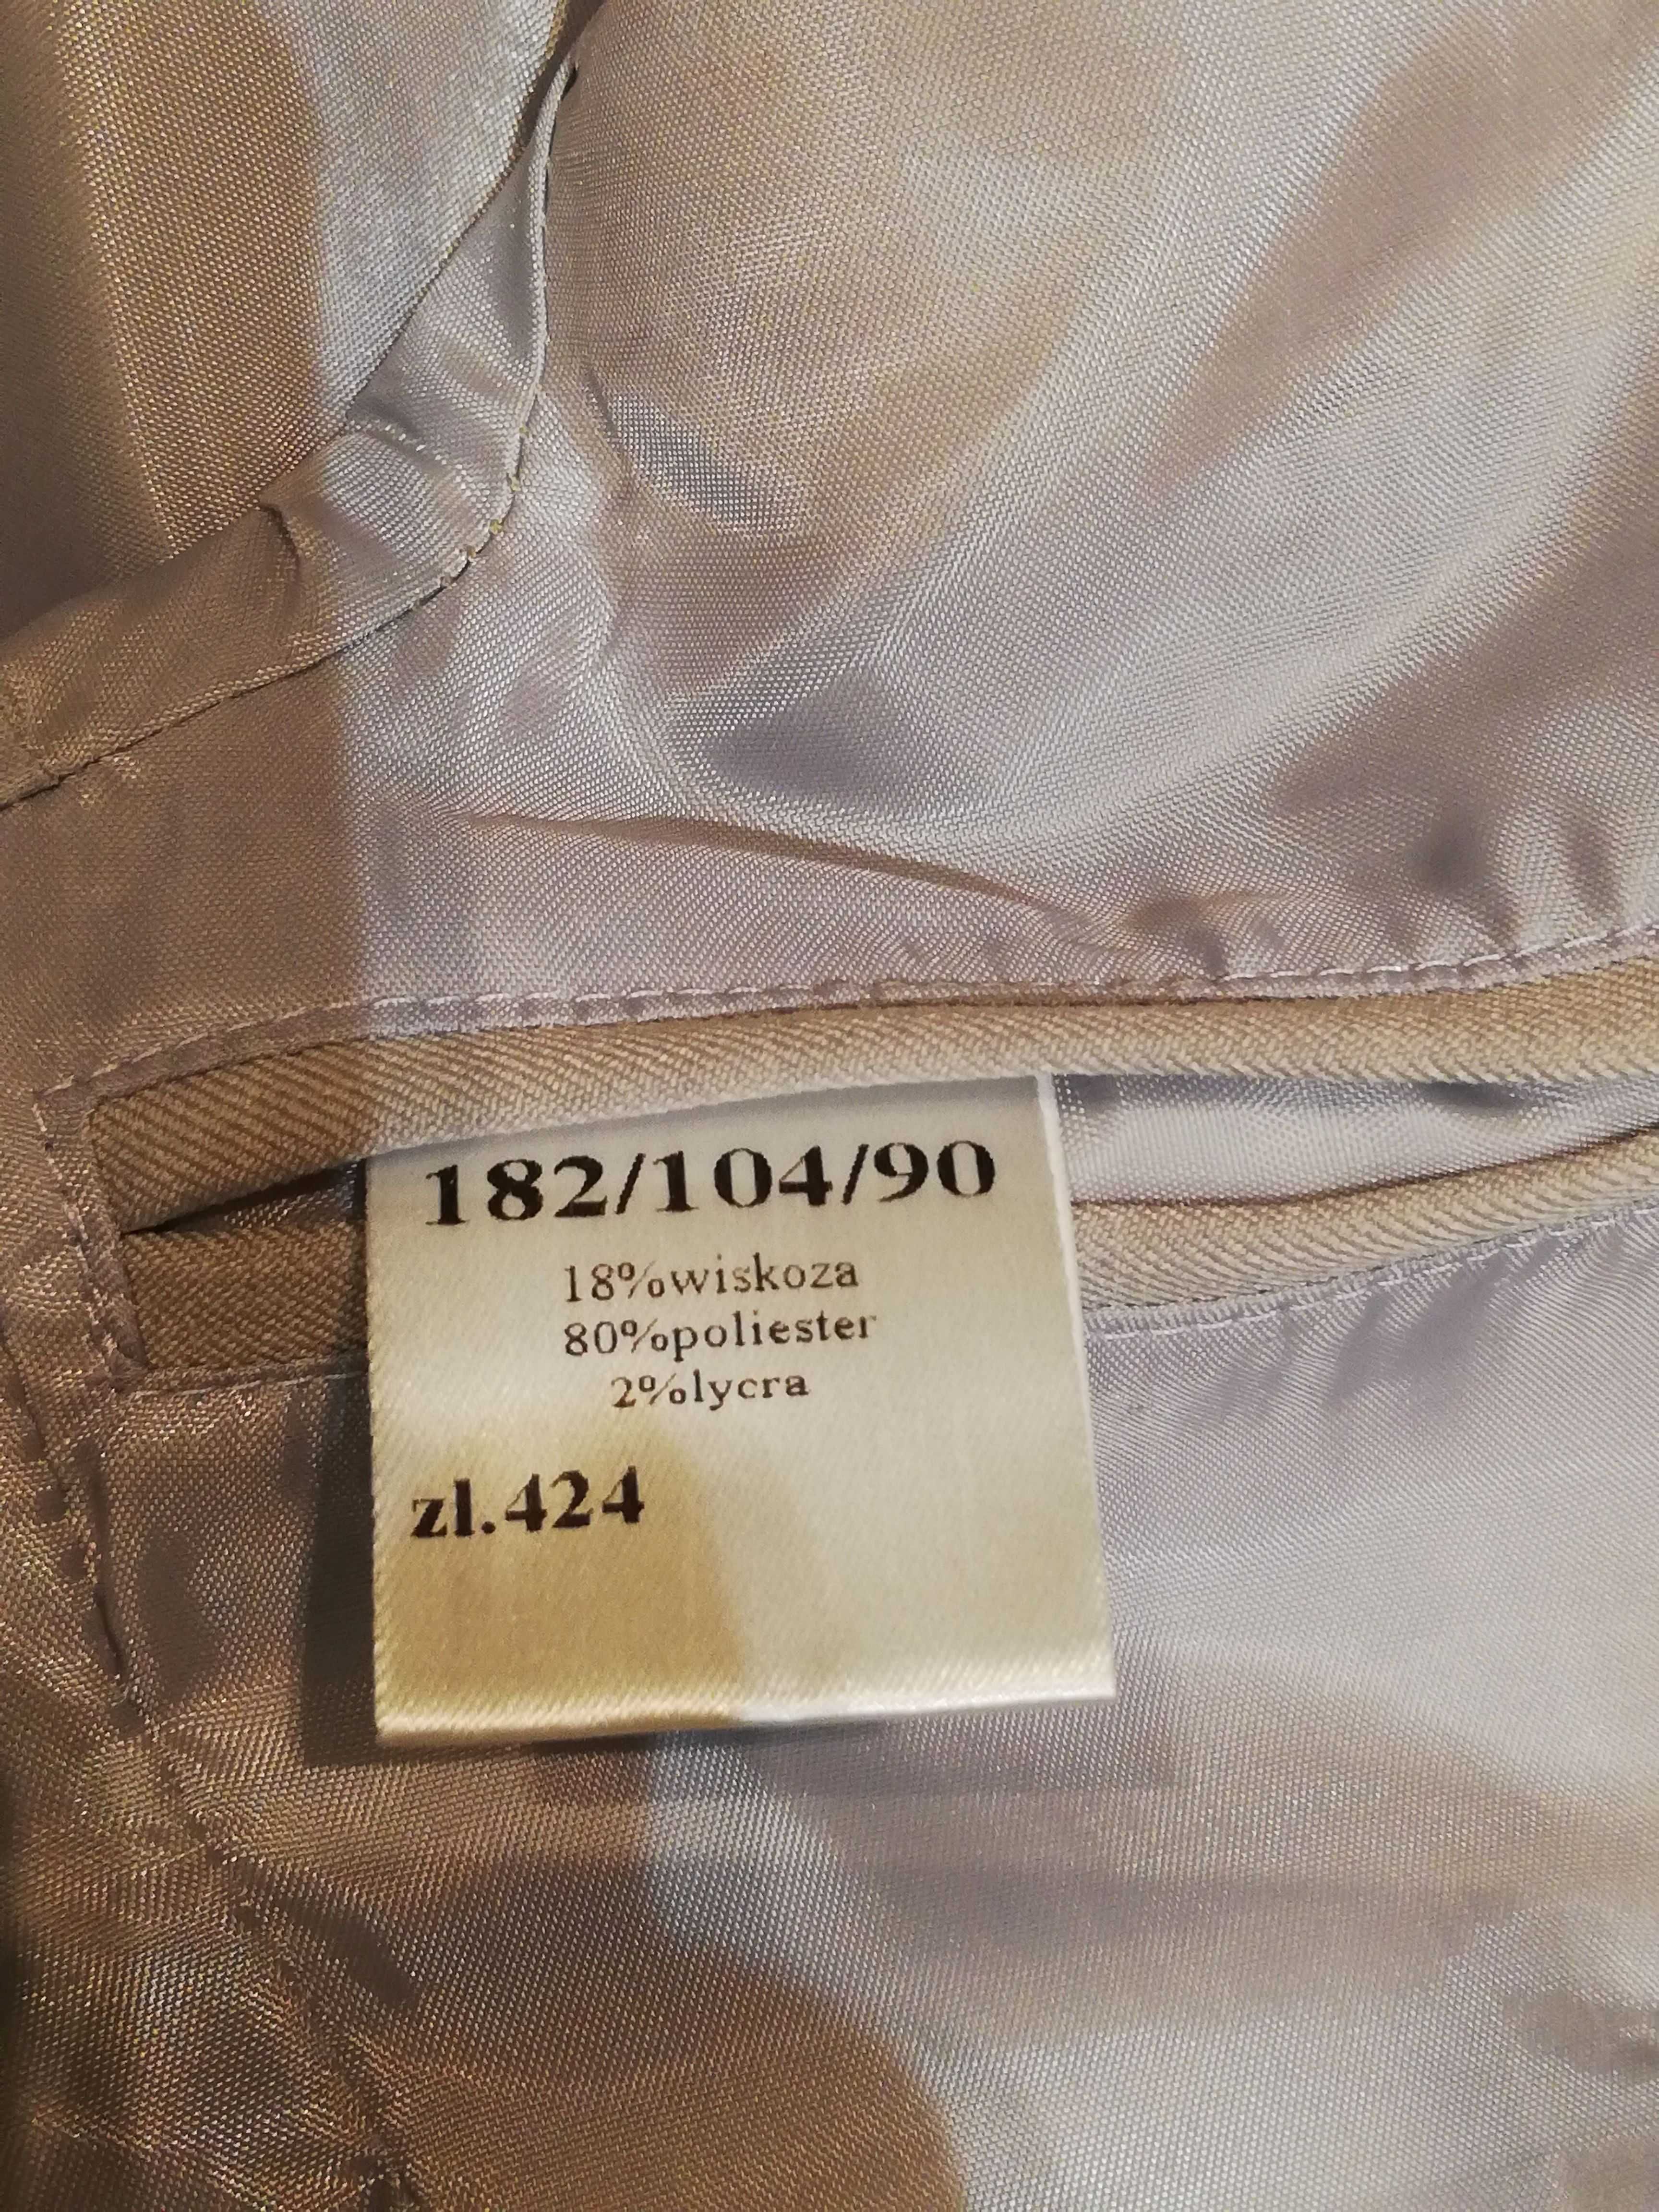 182/104/90
18%wiskoza
80%poliester
2%lycra
zl.424